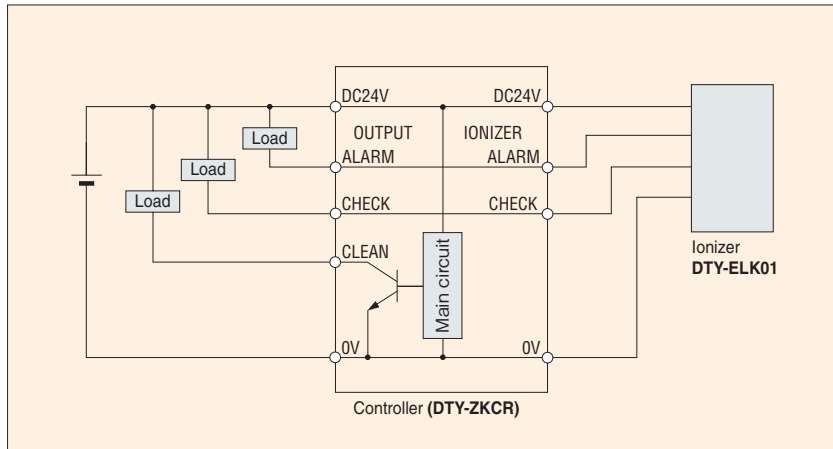 DC24V DC24V
Load OUTPUT IONIZER
Load ALARM ALARM
Load CHECK CHECK
CLEAN
Main circuit
0V 0V
Ionizer
DTY-ELK01
Controller (DTY-ZKCR)